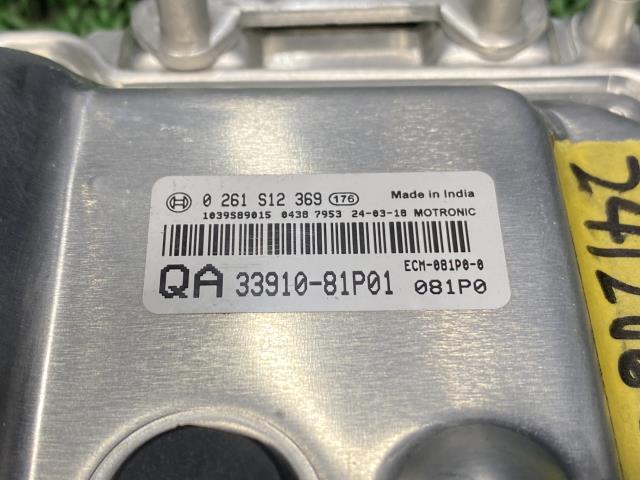 0 261 S12 369 176 Made in India
1039S89015 0438 7953 24-03-18 MOTRONIC
ECM-081P0-0
QA 33910-81P01 081P0